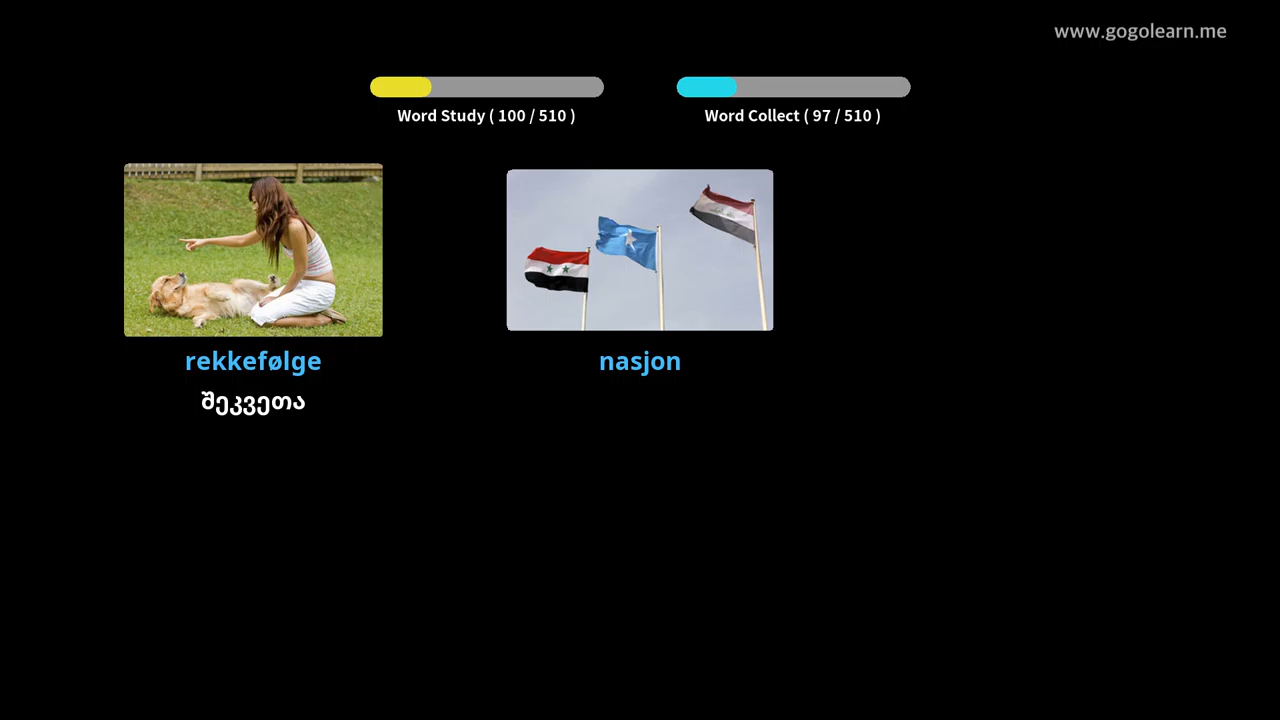 www.gogolearn.me
Word Study ( 100 / 510 )
Word Collect ( 97 / 510 )
rekkefølge
შეკვეთა
nasjon